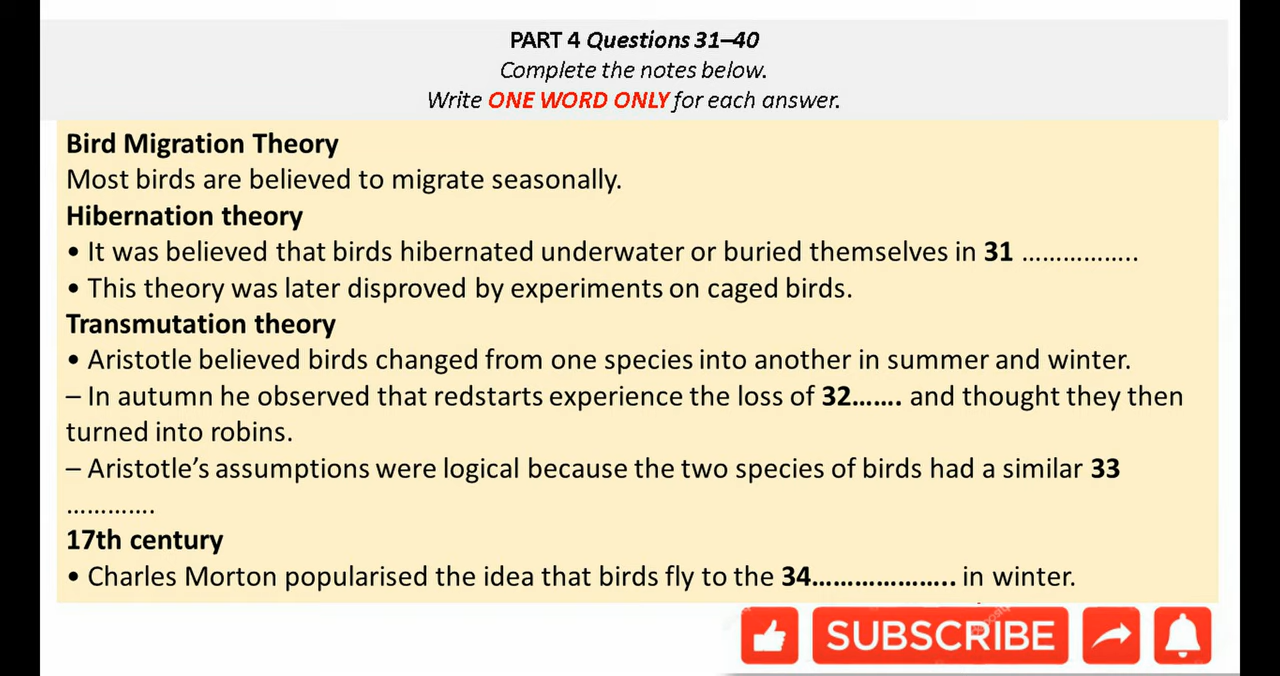 PART 4 Questions 31–40
Complete the notes below.
Write ONE WORD ONLY for each answer.
Bird Migration Theory
Most birds are believed to migrate seasonally.
Hibernation theory
• It was believed that birds hibernated underwater or buried themselves in 31 ……………..
• This theory was later disproved by experiments on caged birds.
Transmutation theory
• Aristotle believed birds changed from one species into another in summer and winter.
– In autumn he observed that redstarts experience the loss of 32……. and thought they then
turned into robins.
– Aristotle’s assumptions were logical because the two species of birds had a similar 33
………….
17th century
• Charles Morton popularised the idea that birds fly to the 34……………….. in winter.
SUBSCRIBE